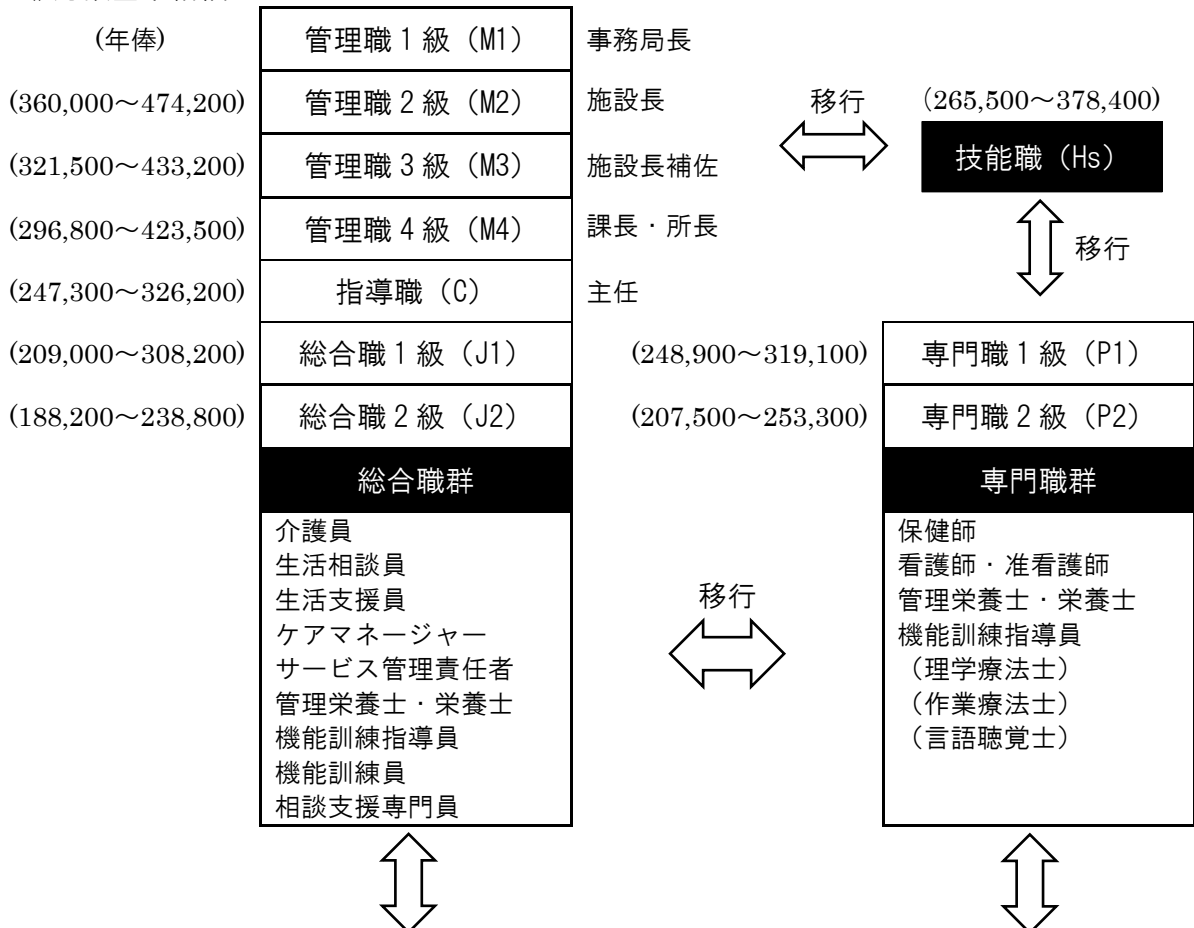 (年俸) 管理職1級 (M1) 事務局長
(360,000～474,200) 管理職2級 (M2) 施設長 移行 (265,500～378,400)
(321,500～433,200) 管理職3級 (M3) 施設長補佐 技能職 (Hs)
(296,800～423,500) 管理職4級 (M4) 課長・所長 移行
(247,300～326,200) 指導職 (C) 主任
(209,000～308,200) 総合職1級 (J1) (248,900～319,100) 専門職1級 (P1)
(188,200～238,800) 総合職2級 (J2) (207,500～253,300) 専門職2級 (P2)
総合職群 専門職群
介護員 保健師
生活相談員 看護師・准看護師
生活支援員 移行 管理栄養士・栄養士
ケアマネージャー 機能訓練指導員
サービス管理責任者 (理学療法士)
管理栄養士・栄養士 (作業療法士)
機能訓練指導員 (言語聴覚士)
機能訓練員
相談支援専門員